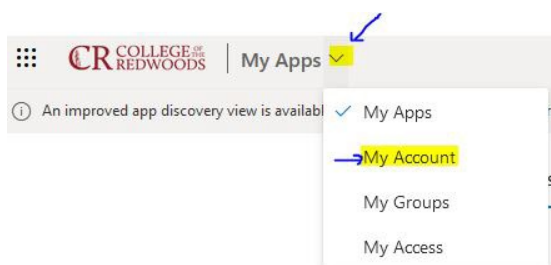 CR COLLEGE OF THE
REDWOODS
My Apps
An improved app discovery view is availabl
My Apps
My Account
My Groups
My Access